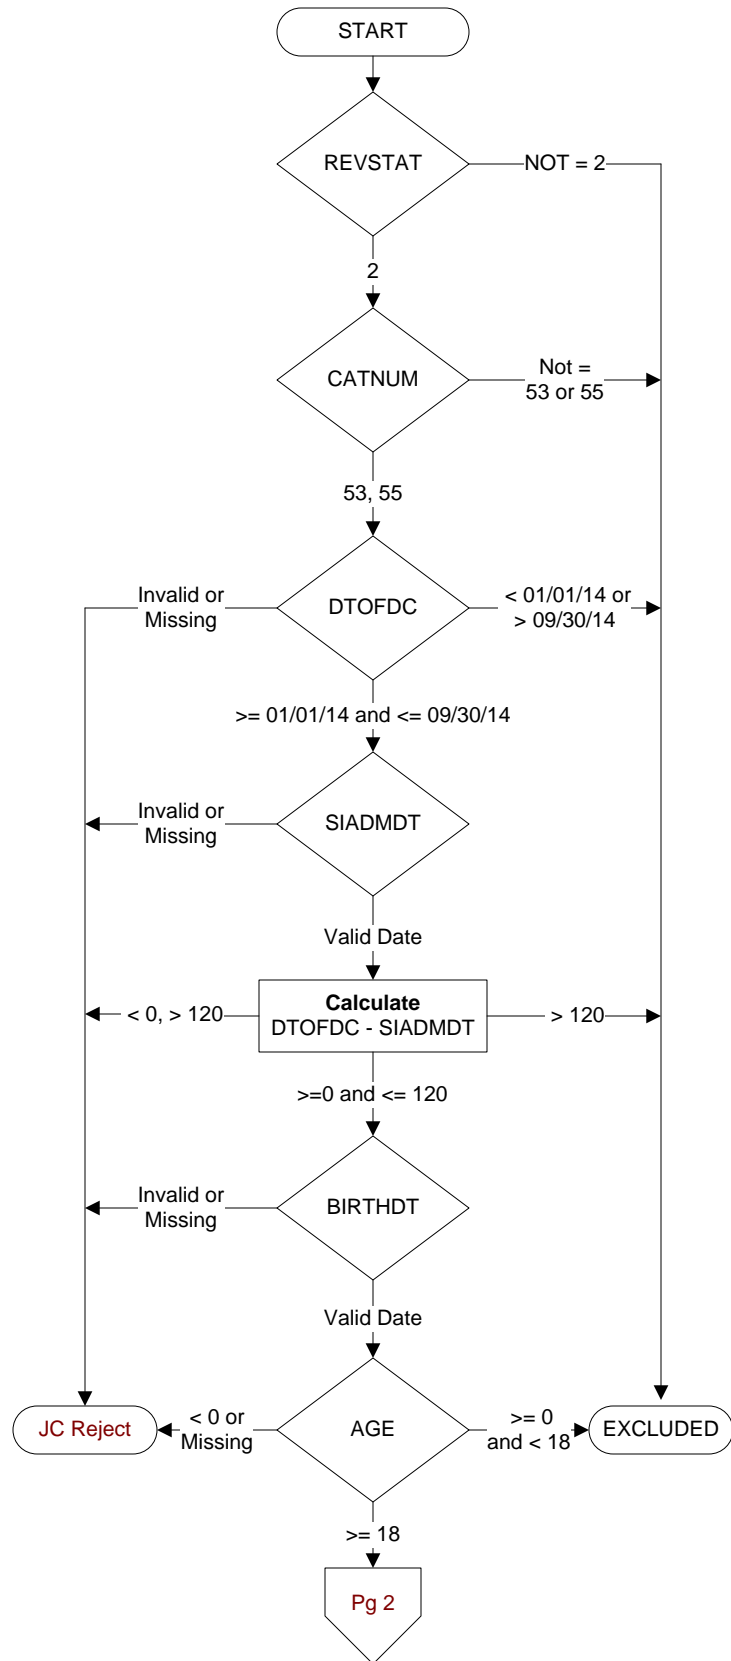 START
REVSTAT
NOT = 2
2
CATNUM
Not =
53 or 55
53, 55
Invalid or
Missing
DTOFDC
< 01/01/14 or
> 09/30/14
>= 01/01/14 and <= 09/30/14
Invalid or
Missing
SIADMDT
Valid Date
< 0, > 120
Calculate
DTOFDC - SIADMDT
> 120
>=0 and <= 120
Invalid or
Missing
BIRTHDT
Valid Date
JC Reject
< 0 or
Missing
AGE
>= 0
and < 18
EXCLUDED
>= 18
Pg 2